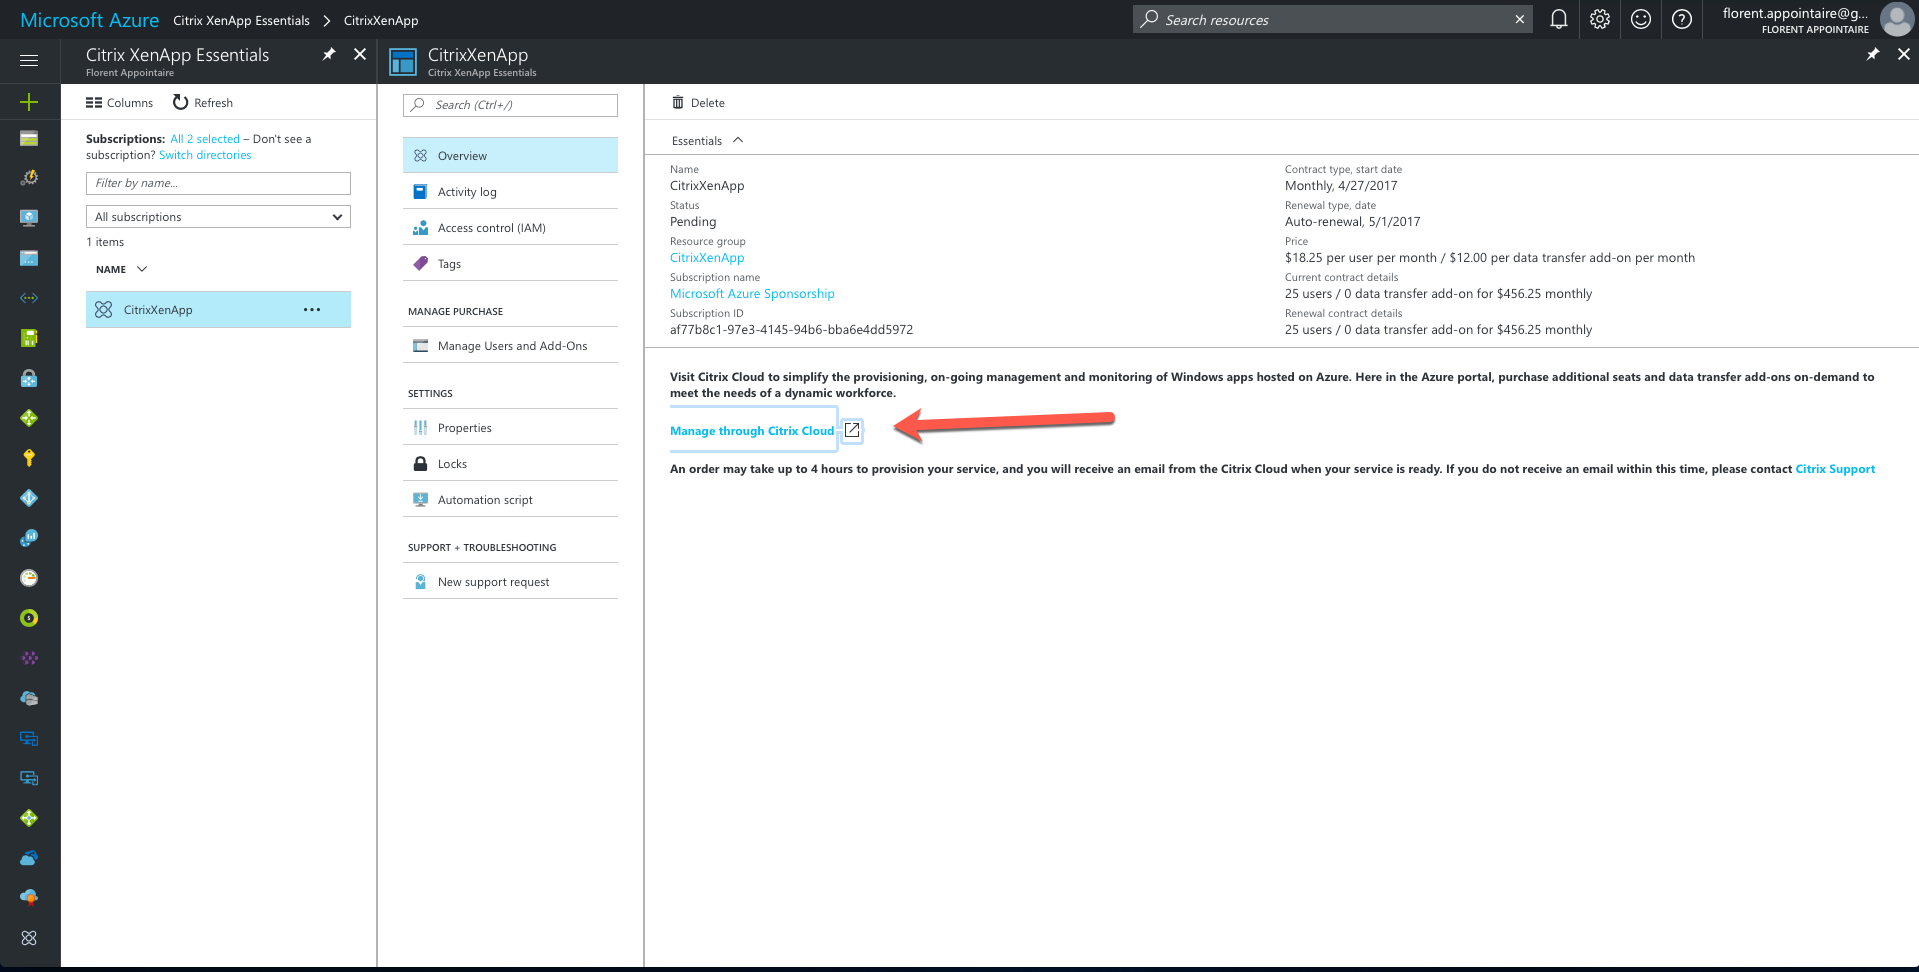 Microsoft Azure Citrix XenApp Essentials > CitrixXenApp
Search resources
florent.appointaire@g...
FLORENT APPOINTAIRE
Citrix XenApp Essentials
Florent Appointaire
Columns Refresh
Subscriptions: All 2 selected – Don't see a
subscription? Switch directories
Filter by name...
All subscriptions
1 items
NAME
CitrixXenApp ...
CitrixXenApp
Citrix XenApp Essentials
Search (Ctrl+/)
Overview
Activity log
Access control (IAM)
Tags
MANAGE PURCHASE
Manage Users and Add-Ons
SETTINGS
Properties
Locks
Automation script
SUPPORT + TROUBLESHOOTING
New support request
Delete
Essentials
Name
CitrixXenApp
Status
Pending
Resource group
CitrixXenApp
Subscription name
Microsoft Azure Sponsorship
Subscription ID
af77b8c1-97e3-4145-94b6-bba6e4dd5972
Contract type, start date
Monthly, 4/27/2017
Renewal type, date
Auto-renewal, 5/1/2017
Price
$18.25 per user per month / $12.00 per data transfer add-on per month
Current contract details
25 users / 0 data transfer add-on for $456.25 monthly
Renewal contract details
25 users / 0 data transfer add-on for $456.25 monthly
Visit Citrix Cloud to simplify the provisioning, on-going management and monitoring of Windows apps hosted on Azure. Here in the Azure portal, purchase additional seats and data transfer add-ons on-demand to
meet the needs of a dynamic workforce.
Manage through Citrix Cloud
An order may take up to 4 hours to provision your service, and you will receive an email from the Citrix Cloud when your service is ready. If you do not receive an email within this time, please contact Citrix Support